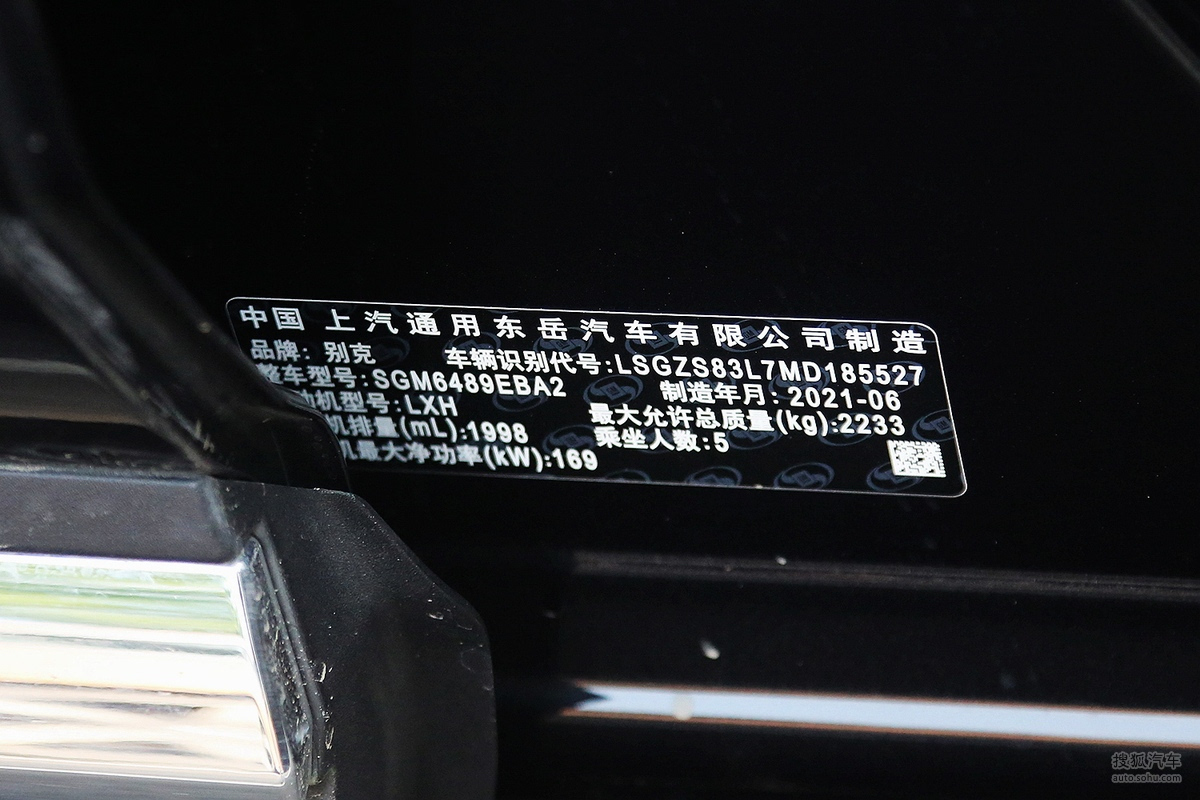 中国 上汽通用东岳汽车有限公司制造
品牌: 别克 车辆识别代号:LSGZS83L7MD185527
整车型号:SGM6489EBA2 制造年月: 2021-06
动机型号:LXH 最大允许总质量(kg):2233
机排量(mL):1998 乘坐人数:5
机最大净功率(kW):169
搜狐汽车
auto.sohu.com